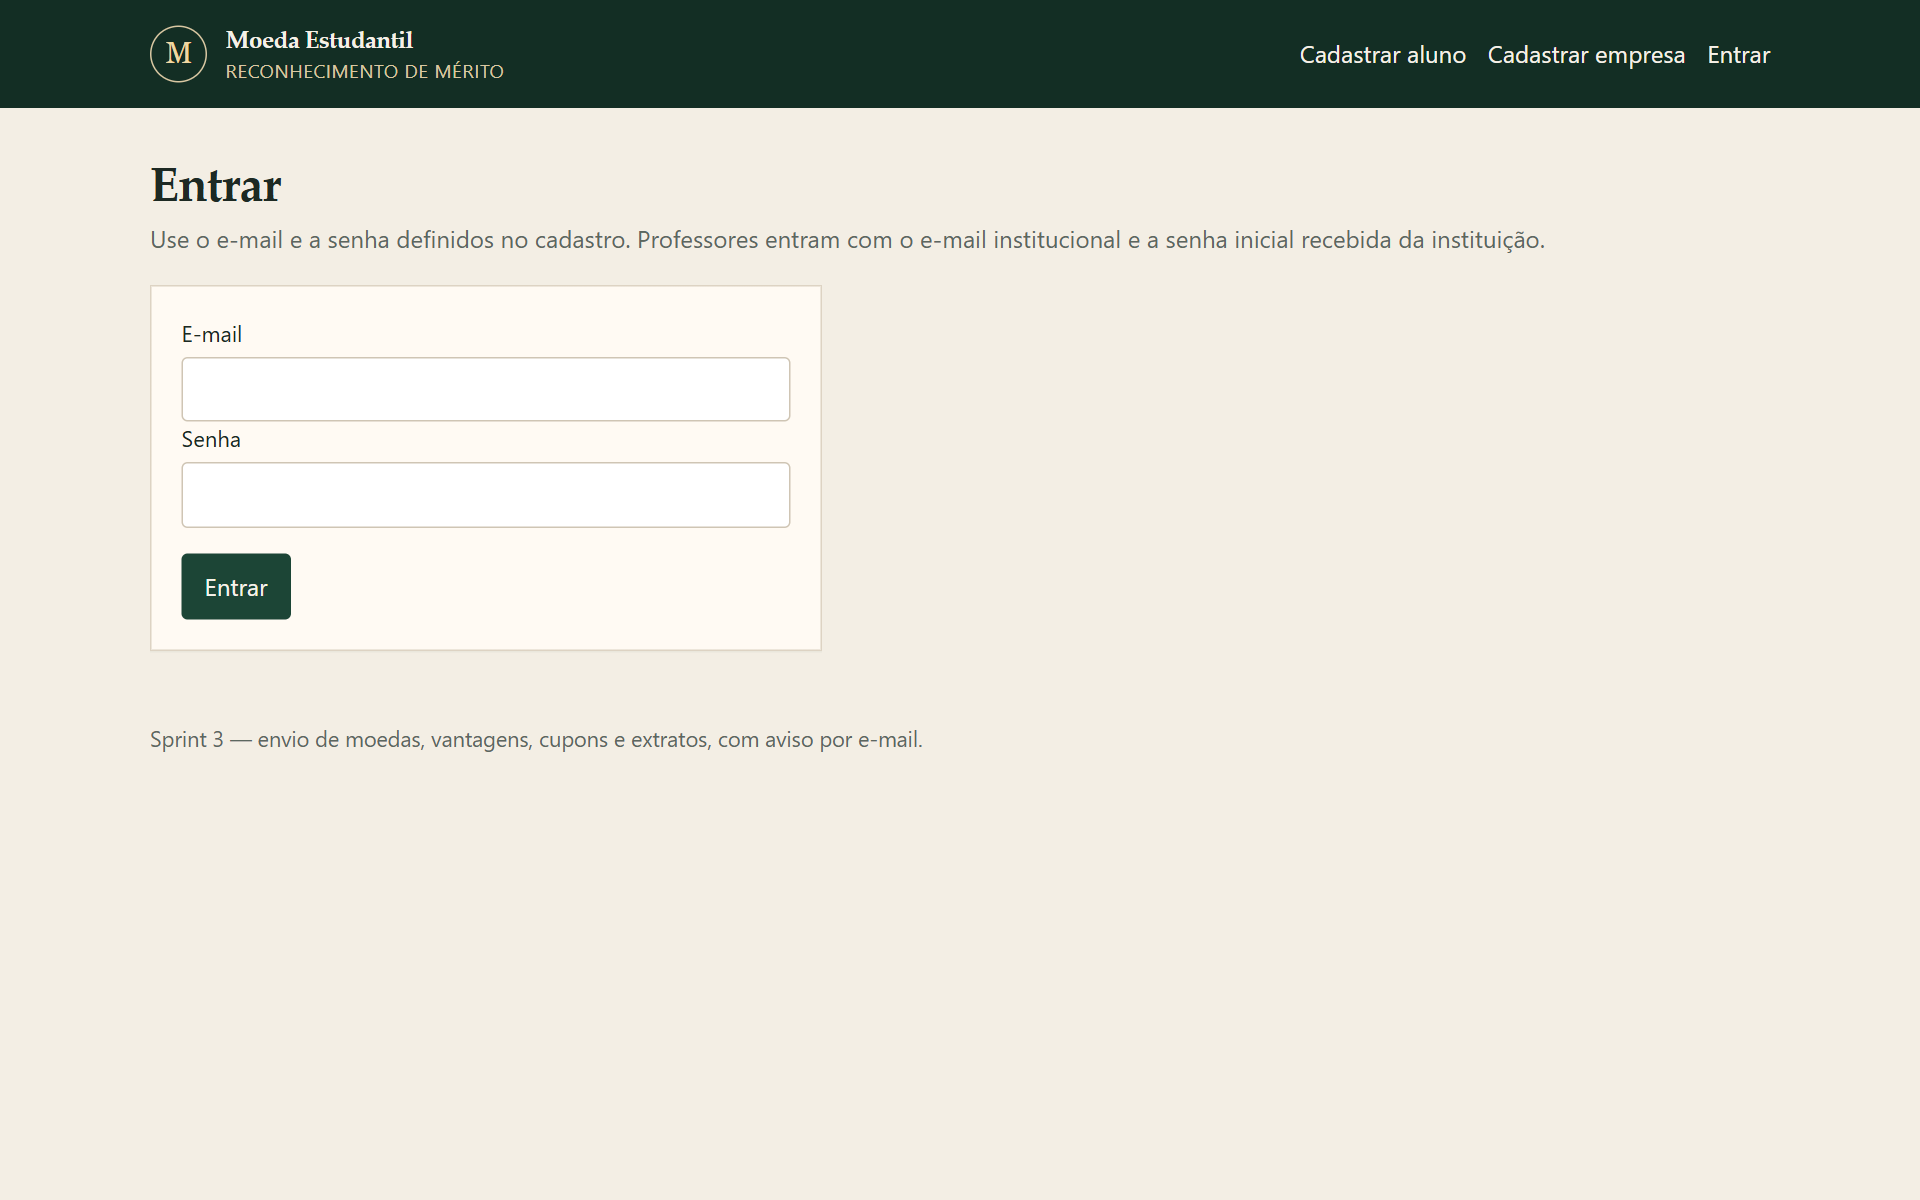 M
Moeda Estudantil
RECONHECIMENTO DE MÉRITO
Cadastrar aluno
Cadastrar empresa
Entrar
Entrar
Use o e-mail e a senha definidos no cadastro. Professores entram com o e-mail institucional e a senha inicial recebida da instituição.
E-mail
Senha
Entrar
Sprint 3 — envio de moedas, vantagens, cupons e extratos, com aviso por e-mail.